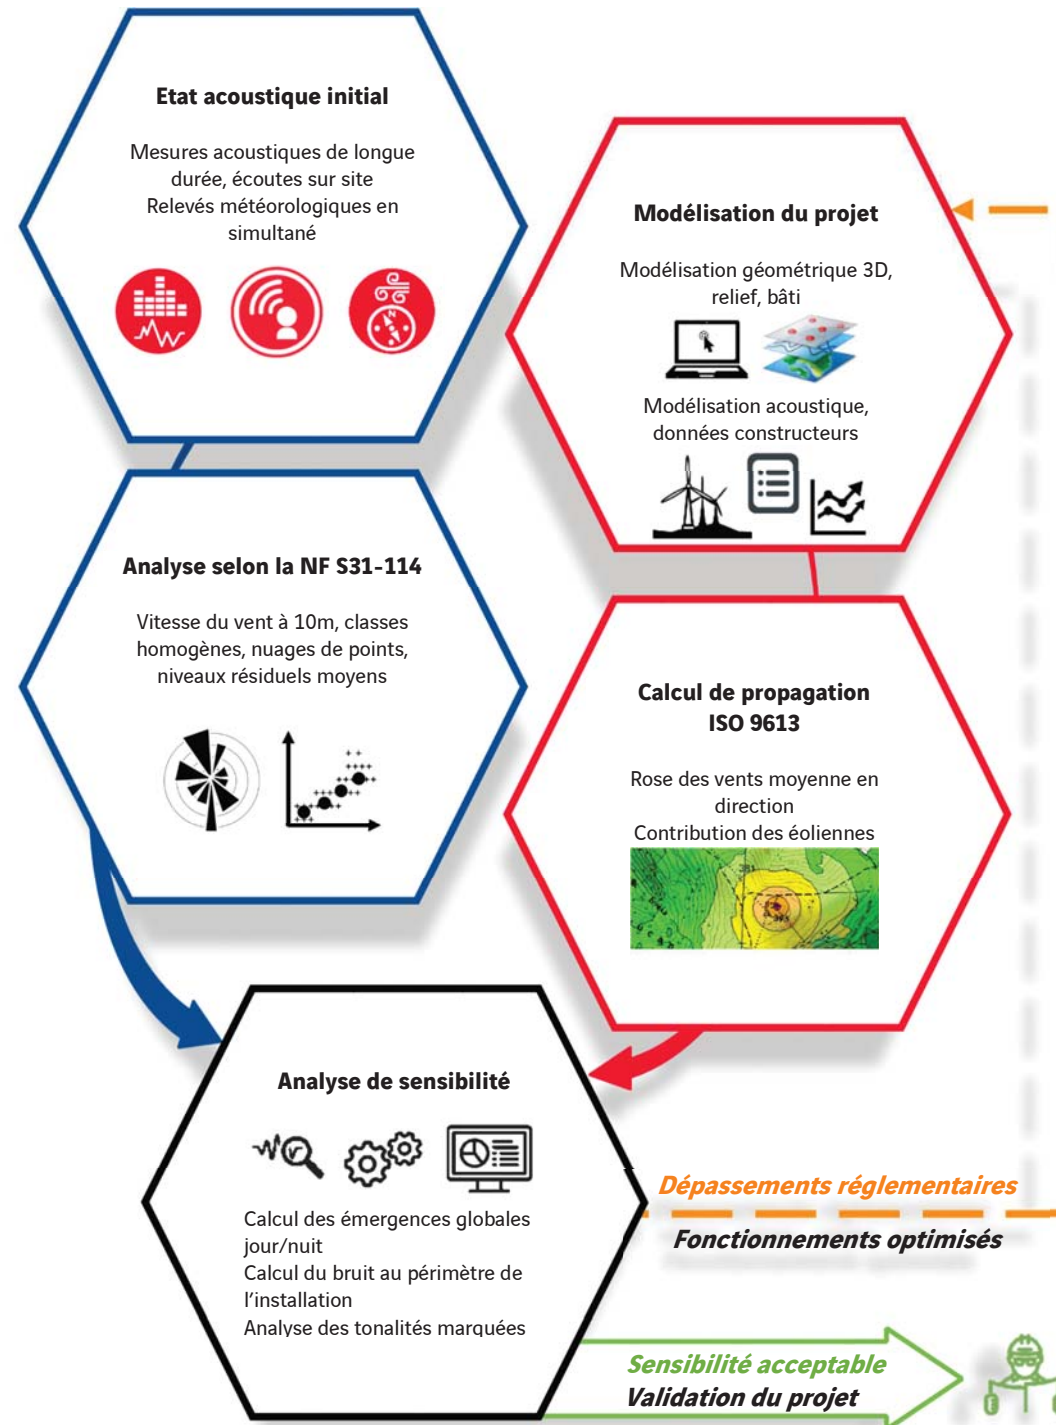 Etat acoustique initial
Mesures acoustiques de longue
durée, écoutes sur site
Relevés météorologiques en
simultané
Modélisation du projet
Modélisation géométrique 3D,
relief, bâti
Modélisation acoustique,
données constructeurs
Analyse selon la NF S31-114
Vitesse du vent à 10m, classes
homogènes, nuages de points,
niveaux résiduels moyens
Calcul de propagation
ISO 9613
Rose des vents moyenne en
direction
Contribution des éoliennes
Analyse de sensibilité
Calcul des émergences globales
jour/nuit
Calcul du bruit au périmètre de
l'installation
Analyse des tonalités marquées
Dépassements réglementaires
Fonctionnements optimisés
Sensibilité acceptable
Validation du projet